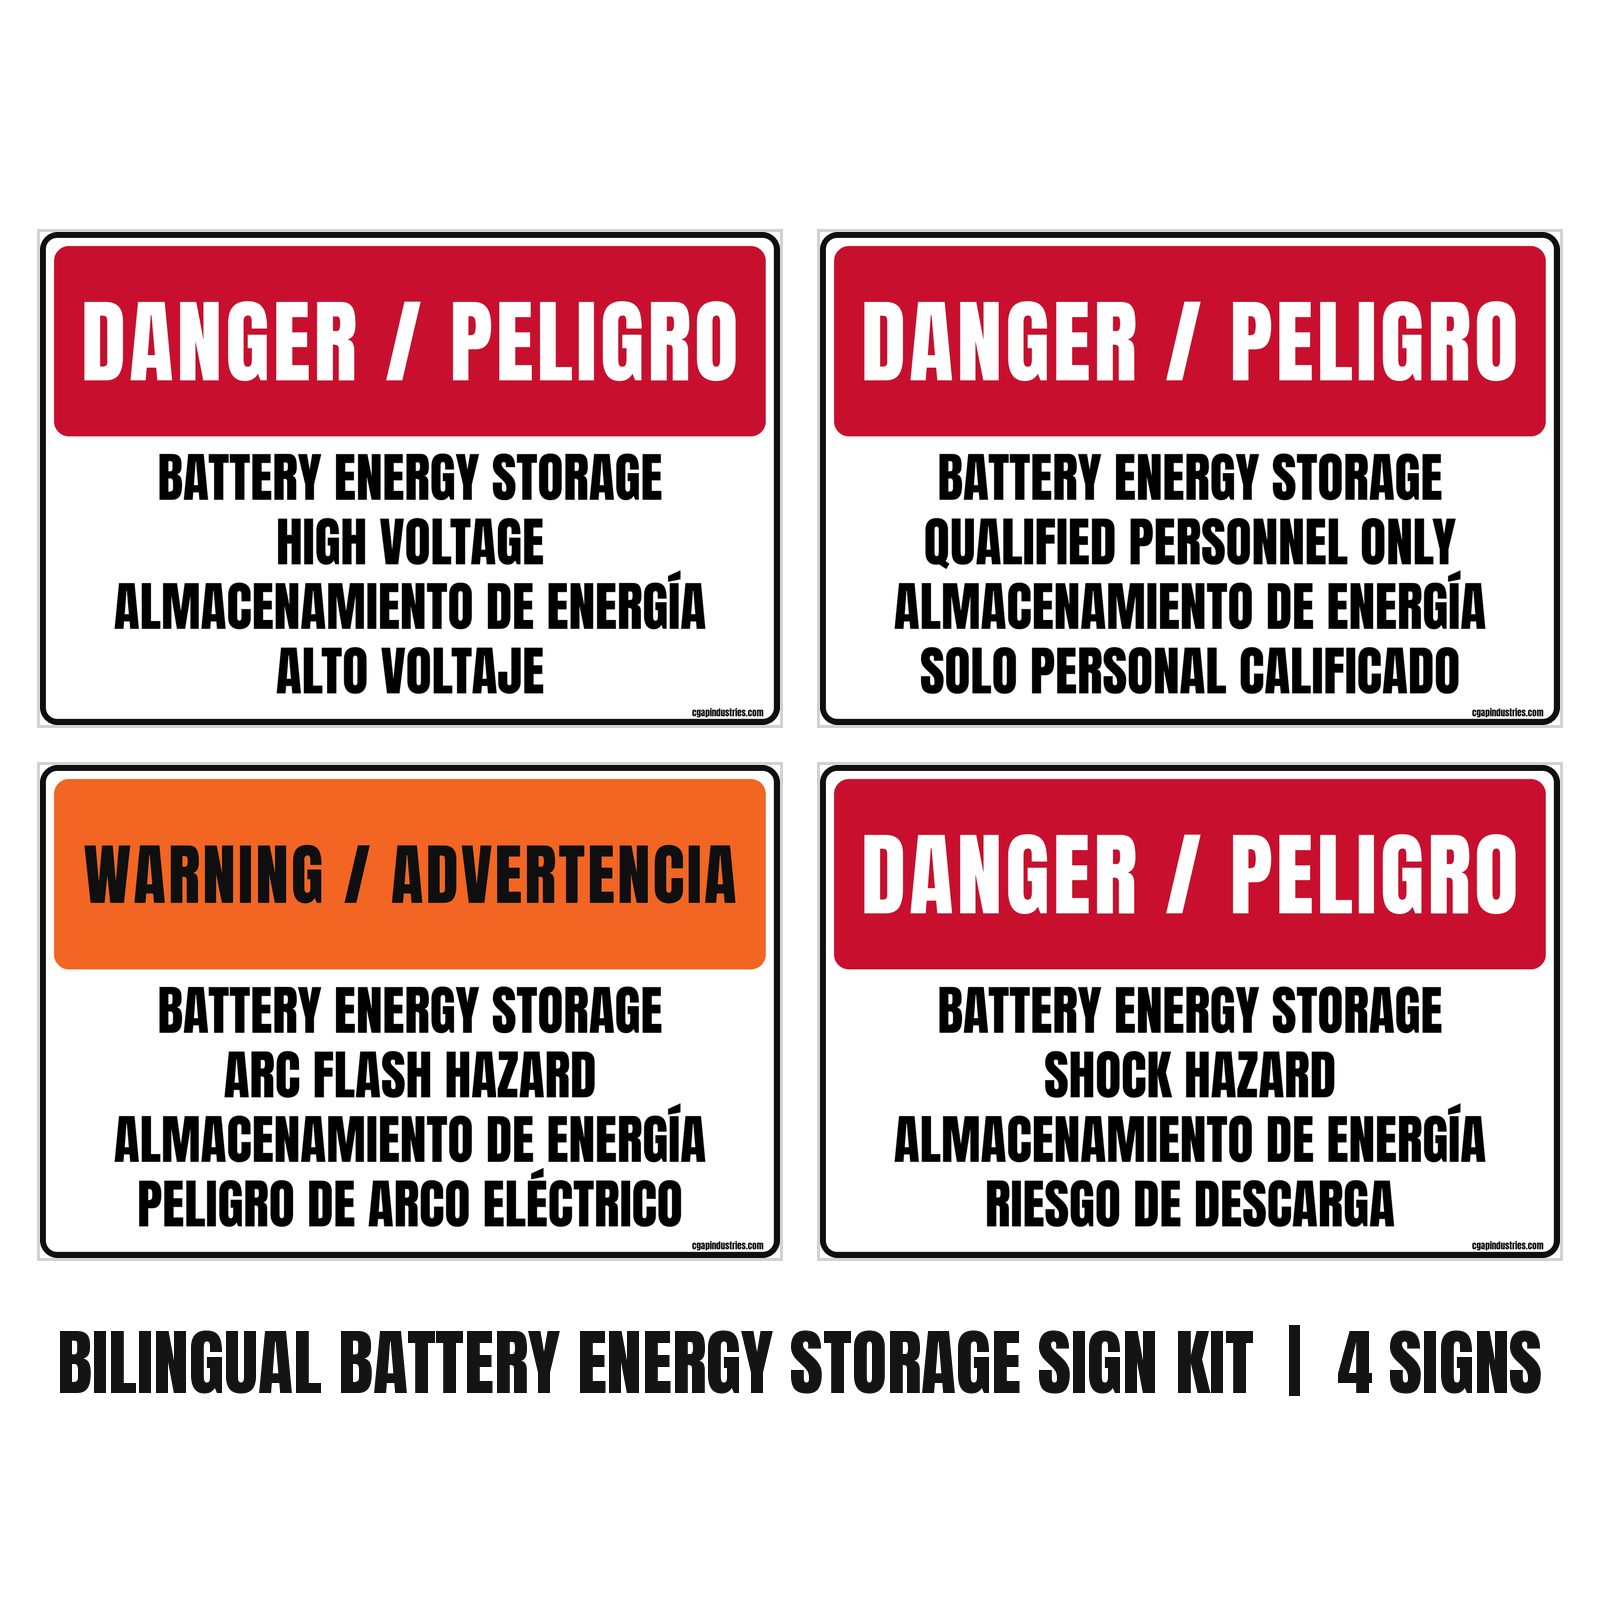 DANGER / PELIGRO
BATTERY ENERGY STORAGE
HIGH VOLTAGE
ALMACENAMIENTO DE ENERGÍA
ALTO VOLTAJE
cgapindustries.com
DANGER / PELIGRO
BATTERY ENERGY STORAGE
QUALIFIED PERSONNEL ONLY
ALMACENAMIENTO DE ENERGÍA
SOLO PERSONAL CALIFICADO
cgapindustries.com
WARNING / ADVERTENCIA
BATTERY ENERGY STORAGE
ARC FLASH HAZARD
ALMACENAMIENTO DE ENERGÍA
PELIGRO DE ARCO ELÉCTRICO
cgapindustries.com
DANGER / PELIGRO
BATTERY ENERGY STORAGE
SHOCK HAZARD
ALMACENAMIENTO DE ENERGÍA
RIESGO DE DESCARGA
cgapindustries.com
BILINGUAL BATTERY ENERGY STORAGE SIGN KIT | 4 SIGNS